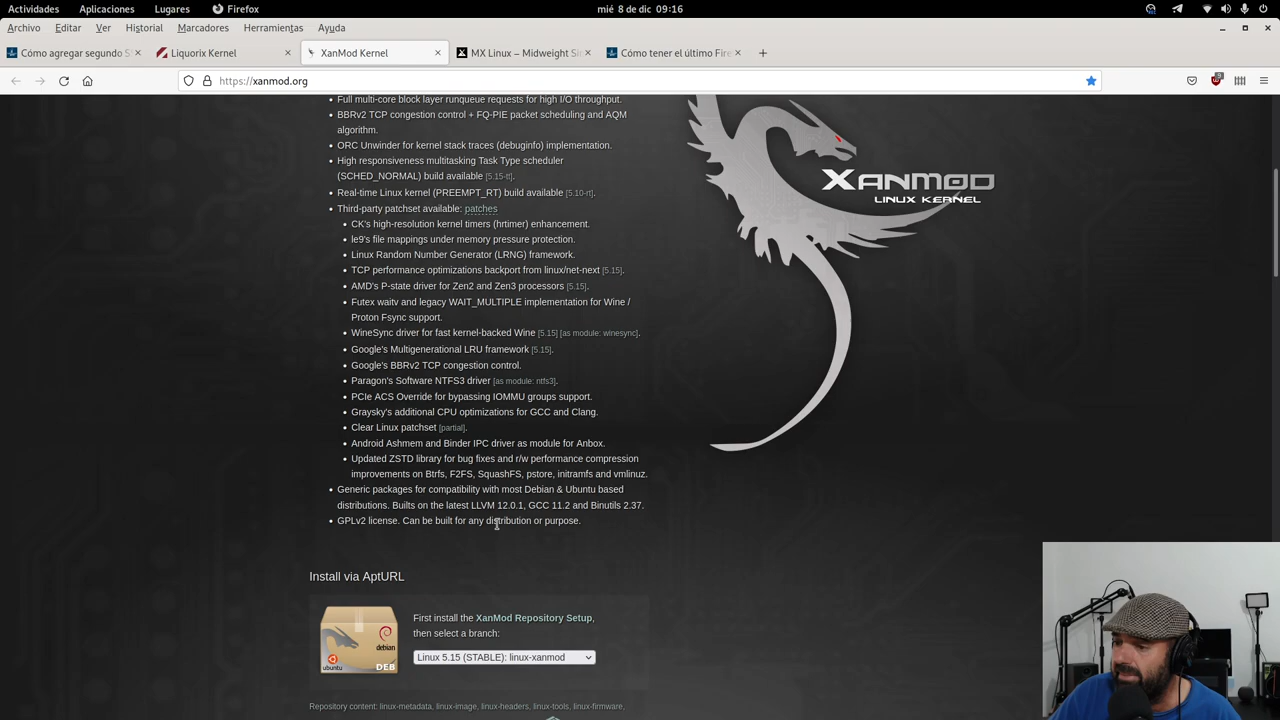 Actividades Aplicaciones Lugares Firefox mié 8 de dic 09:16
Archivo Editar Ver Historial Marcadores Herramientas Ayuda
Cómo agregar segundo S Liquorix Kernel XanMod Kernel MX Linux – Midweight Si Cómo tener el último Fire
https://xanmod.org
Full multi-core block layer runqueue requests for high I/O throughput.
BBRv2 TCP congestion control + FQ-PIE packet scheduling and AQM
algorithm.
ORC Unwinder for kernel stack traces (debuginfo) implementation.
High responsiveness multitasking Task Type scheduler
(SCHED_NORMAL) build available [5.15-tt].
Real-time Linux kernel (PREEMPT_RT) build available [5.10-rt].
Third-party patchset available: patches
CK's high-resolution kernel timers (hrtimer) enhancement.
le9's file mappings under memory pressure protection.
Linux Random Number Generator (LRNG) framework.
TCP performance optimizations backport from linux/net-next [5.15].
AMD's P-state driver for Zen2 and Zen3 processors [5.15].
Futex waitv and legacy WAIT_MULTIPLE implementation for Wine /
Proton Fsync support.
WineSync driver for fast kernel-backed Wine [5.15] [as module: winesync].
Google's Multigenerational LRU framework [5.15].
Google's BBRv2 TCP congestion control.
Paragon's Software NTFS3 driver [as module: ntfs3].
PCIe ACS Override for bypassing IOMMU groups support.
Graysky's additional CPU optimizations for GCC and Clang.
Clear Linux patchset [partial].
Android Ashmem and Binder IPC driver as module for Anbox.
Updated ZSTD library for bug fixes and r/w performance compression
improvements on Btrfs, F2FS, SquashFS, pstore, initramfs and vmlinuz.
Generic packages for compatibility with most Debian & Ubuntu based
distributions. Builts on the latest LLVM 12.0.1, GCC 11.2 and Binutils 2.37.
GPLv2 license. Can be built for any distribution or purpose.
XANMOD
LINUX KERNEL
Install via AptURL
debian
ubuntu
DEB
First install the XanMod Repository Setup,
then select a branch:
Linux 5.15 (STABLE): linux-xanmod
Repository content: linux-metadata, linux-image, linux-headers, linux-tools, linux-firmware,